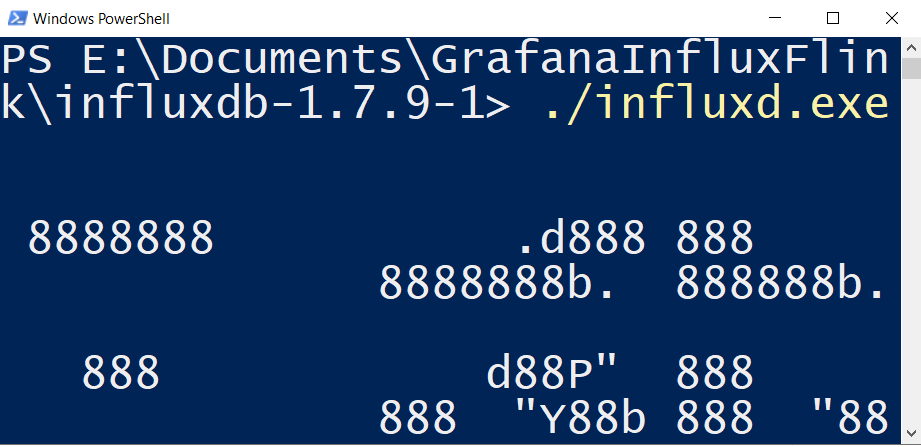 Windows PowerShell
PS E:\Documents\GrafanaInfluxFlin
k\influxdb-1.7.9-1> ./influxd.exe
8888888           .d888 888
8888888b.  888888b.
888            d88P"  888
888  "Y88b 888  "88